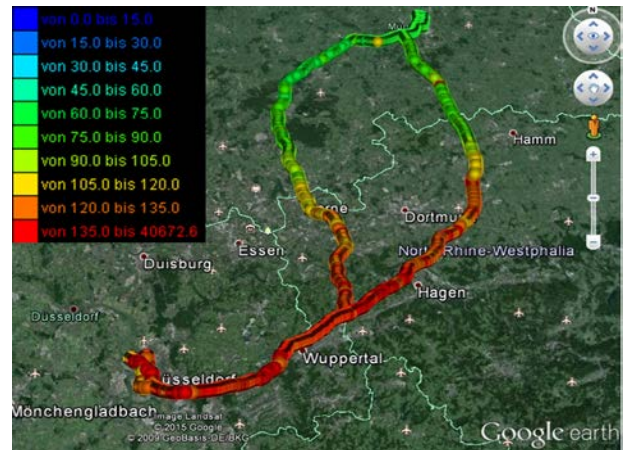 von 0.0 bis 15.0
von 15.0 bis 30.0
von 30.0 bis 45.0
von 45.0 bis 60.0
von 60.0 bis 75.0
von 75.0 bis 90.0
von 90.0 bis 105.0
von 105.0 bis 120.0
von 120.0 bis 135.0
von 135.0 bis 40672.6
N
Hamm
Dortmu
Essen
North Rhine-Westphalia
Duisburg
Hagen
Düsseldorf
Wuppertal
üsseldorf
Mönchengladbach
Image Landsat
© 2015 Google
© 2009 GeoBasis-DE/BKG
Google earth